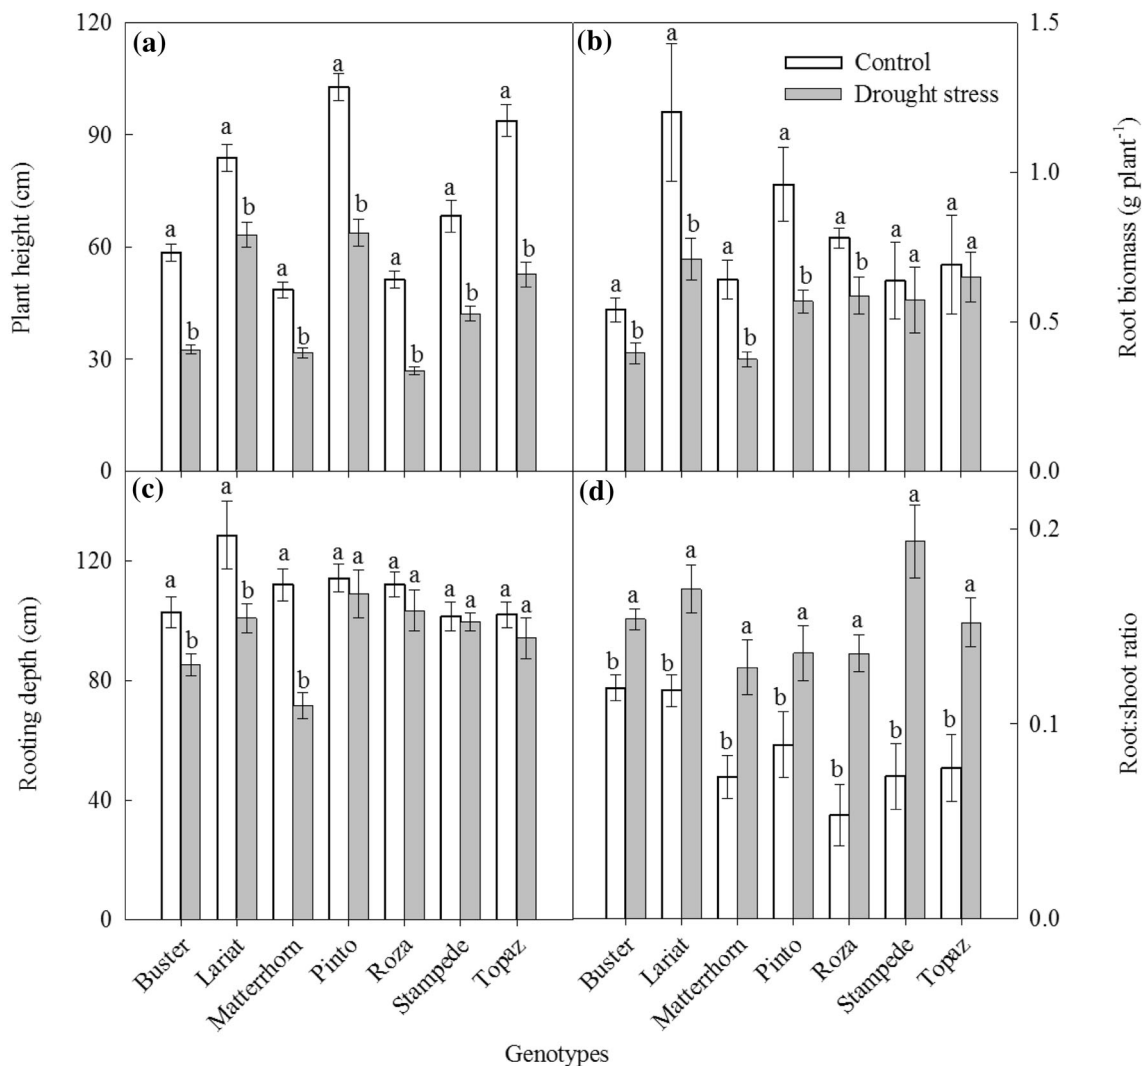 (a)
(b)
Control
Drought stress
Plant height (cm)
120
90
60
30
0
a b a b a b a b a b a b a b
Root biomass (g plant⁻¹)
1.5
1.0
0.5
0.0
a b a b a b a b a b a a a a
(c)
(d)
Rooting depth (cm)
120
80
40
0
a b a b a b a a a a a a a a
Root:shoot ratio
0.2
0.1
0.0
b a b a b a b a b a b a b a
Buster
Lariat
Matterrhorn
Pinto
Roza
Stampede
Topaz
Buster
Lariat
Matterrhorn
Pinto
Roza
Stampede
Topaz
Genotypes